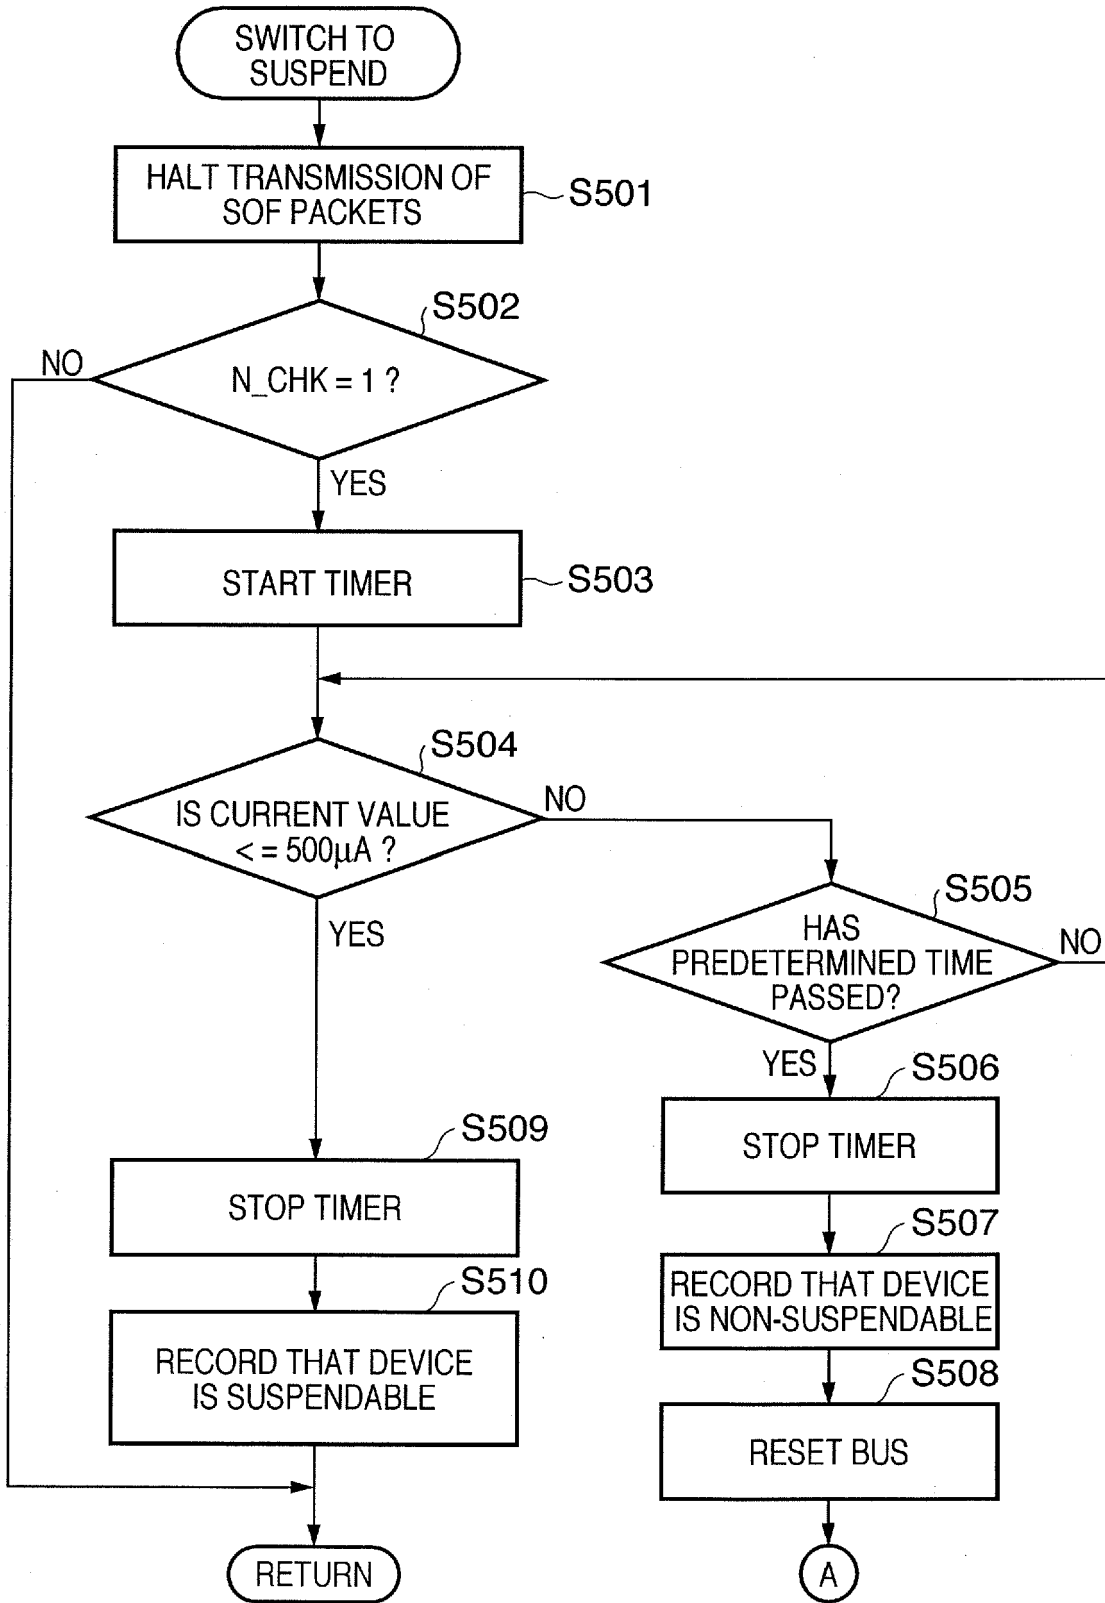 SWITCH TO
SUSPEND
HALT TRANSMISSION OF
SOF PACKETS
S501
S502
NO
N_CHK = 1 ?
YES
START TIMER
S503
S504
IS CURRENT VALUE
< = 500µA ?
NO
YES
S505
HAS
PREDETERMINED TIME
PASSED?
NO
YES
S506
STOP TIMER
S509
STOP TIMER
S507
RECORD THAT DEVICE
IS NON-SUSPENDABLE
S510
RECORD THAT DEVICE
IS SUSPENDABLE
S508
RESET BUS
RETURN
A